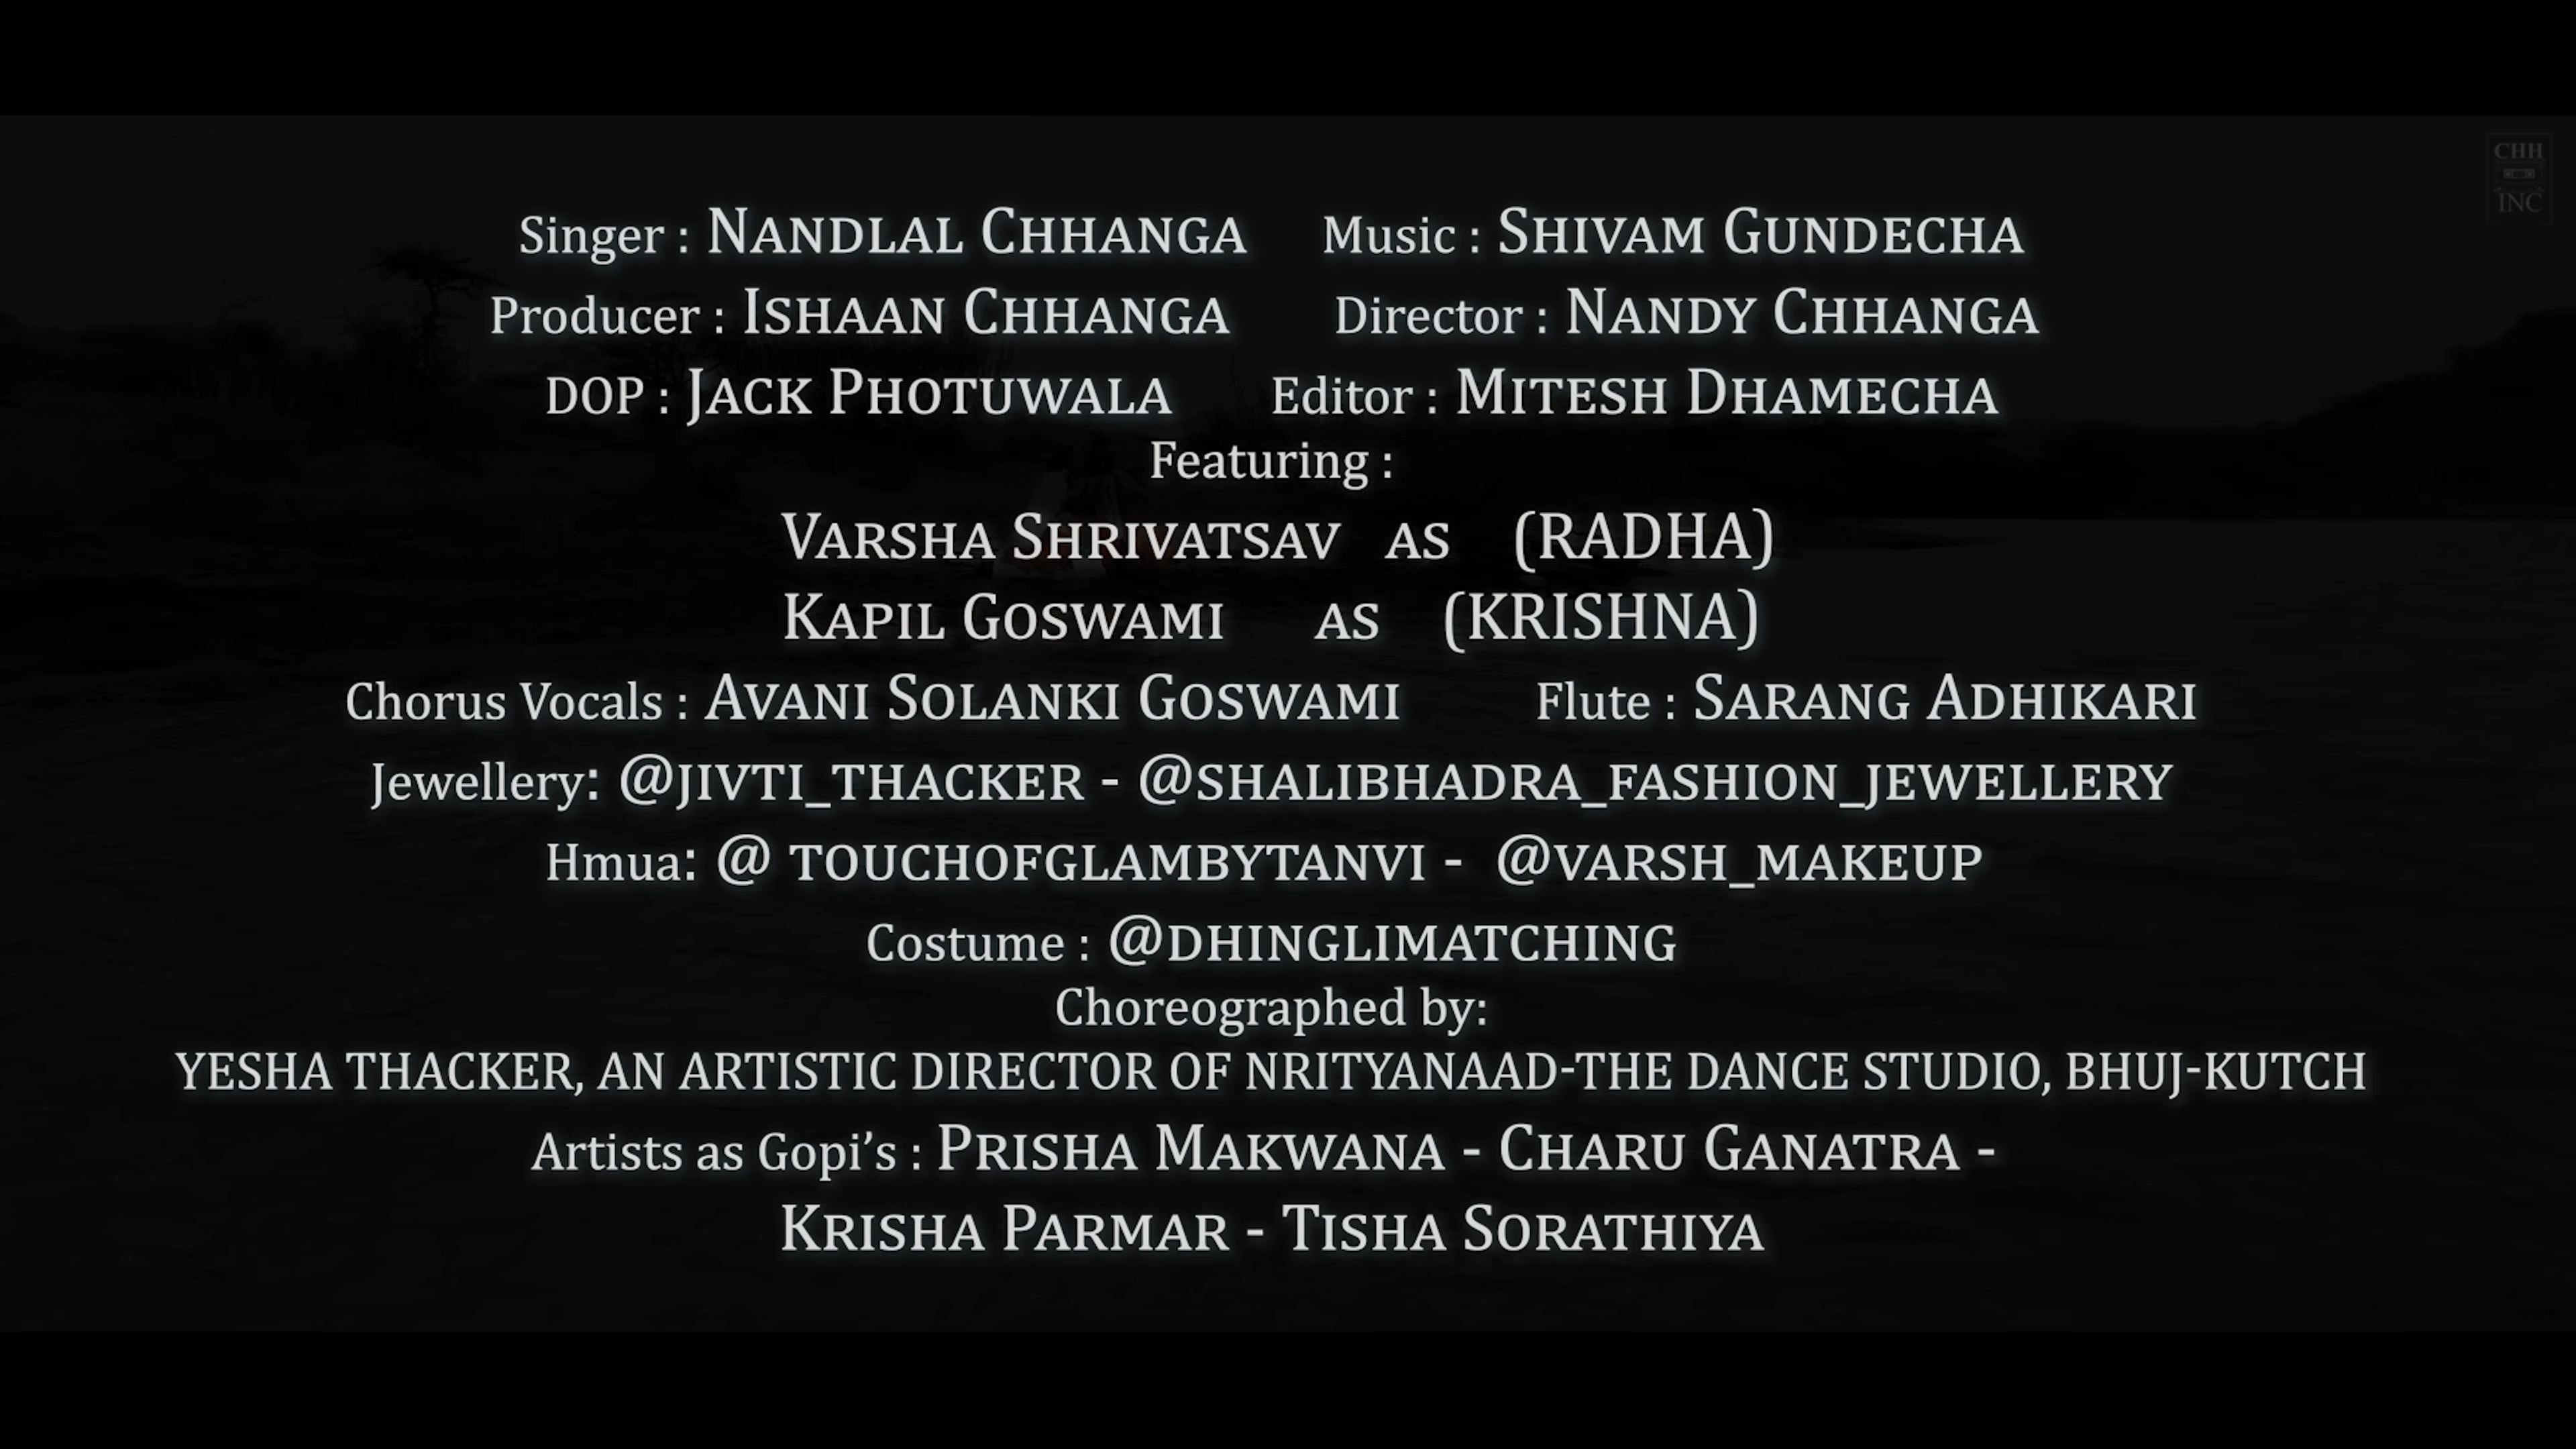 CHH
INC
Singer : NANDLAL CHHANGA Music : SHIVAM GUNDECHA
Producer : ISHAAN CHHANGA Director : NANDY CHHANGA
DOP : JACK PHOTUWALA Editor : MITESH DHAMECHA
Featuring :
VARSHA SHRIVATSAV AS (RADHA)
KAPIL GOSWAMI AS (KRISHNA)
Chorus Vocals : AVANI SOLANKI GOSWAMI Flute : SARANG ADHIKARI
Jewellery: @JIVTI_THACKER - @SHALIBHADRA_FASHION_JEWELLERY
Hmua: @ TOUCHOFGLAMBYTANVI - @VARSH_MAKEUP
Costume : @DHINGLIMATCHING
Choreographed by:
YESHA THACKER, AN ARTISTIC DIRECTOR OF NRITYANAAD-THE DANCE STUDIO, BHUJ-KUTCH
Artists as Gopi’s : PRISHA MAKWANA - CHARU GANATRA -
KRISHA PARMAR - TISHA SORATHIYA